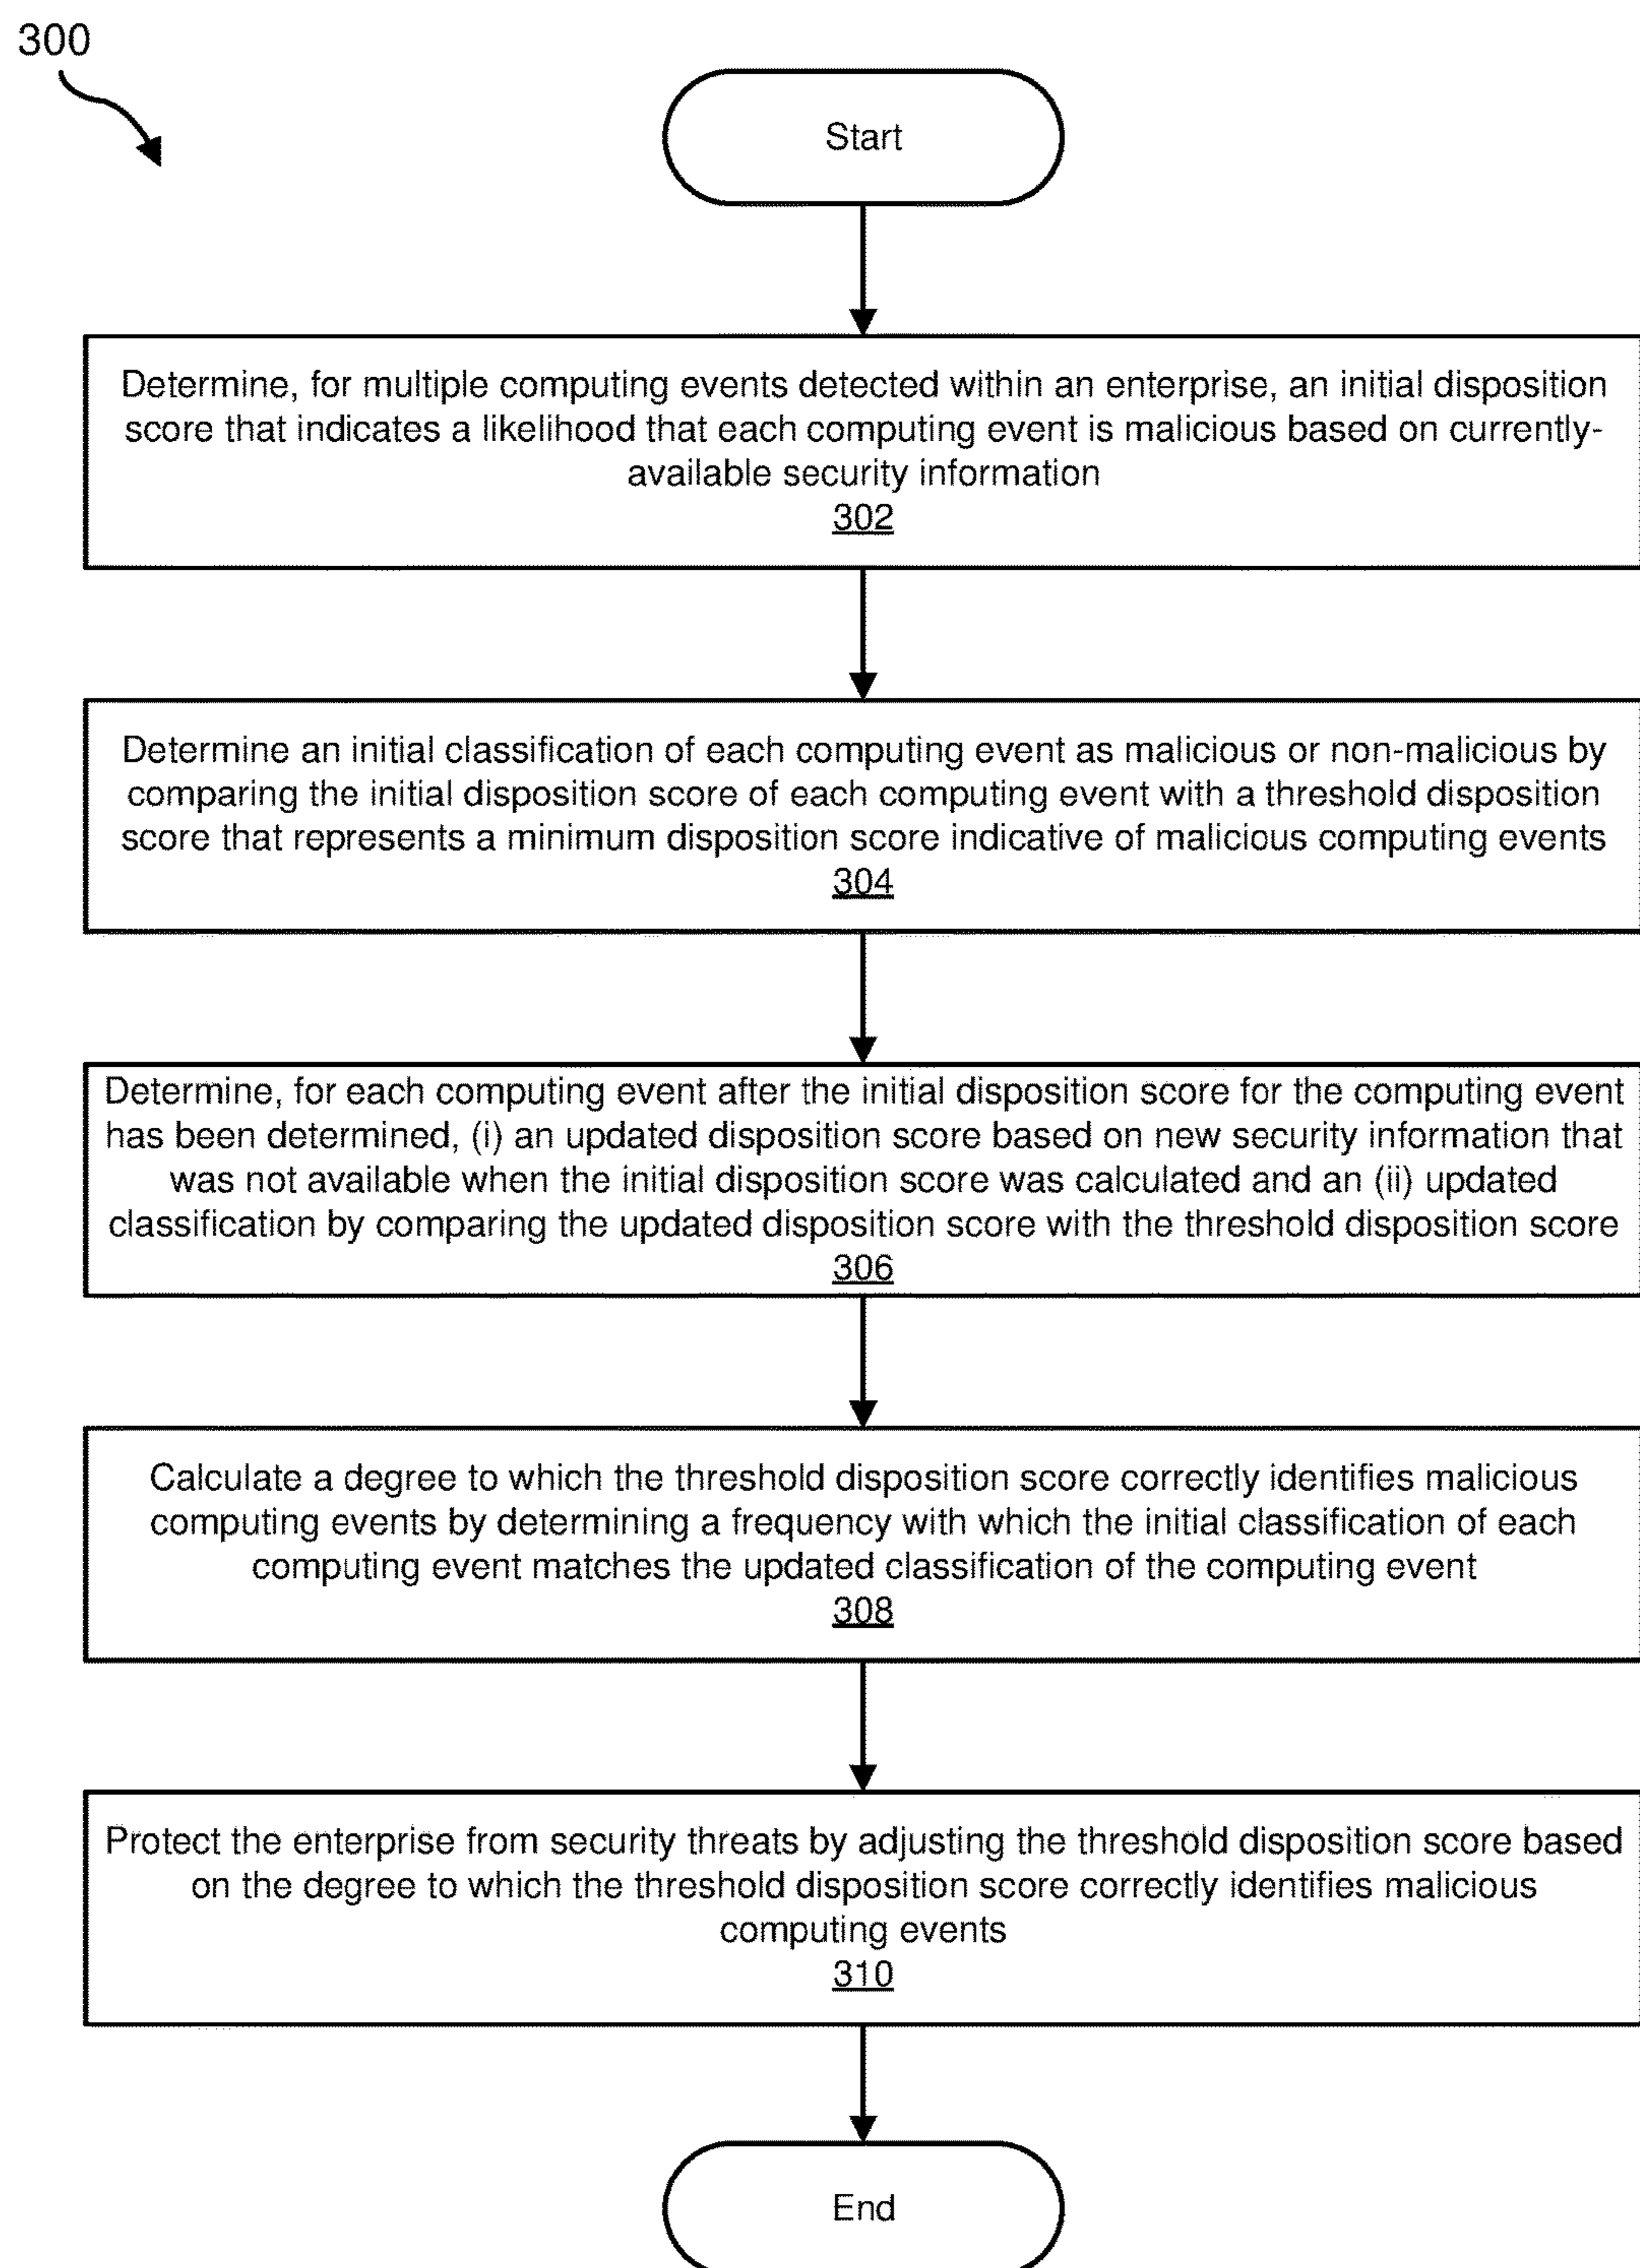 300
Start
Determine, for multiple computing events detected within an enterprise, an initial disposition
score that indicates a likelihood that each computing event is malicious based on currently-
available security information
302
Determine an initial classification of each computing event as malicious or non-malicious by
comparing the initial disposition score of each computing event with a threshold disposition
score that represents a minimum disposition score indicative of malicious computing events
304
Determine, for each computing event after the initial disposition score for the computing event
has been determined, (i) an updated disposition score based on new security information that
was not available when the initial disposition score was calculated and an (ii) updated
classification by comparing the updated disposition score with the threshold disposition score
306
Calculate a degree to which the threshold disposition score correctly identifies malicious
computing events by determining a frequency with which the initial classification of each
computing event matches the updated classification of the computing event
308
Protect the enterprise from security threats by adjusting the threshold disposition score based
on the degree to which the threshold disposition score correctly identifies malicious
computing events
310
End